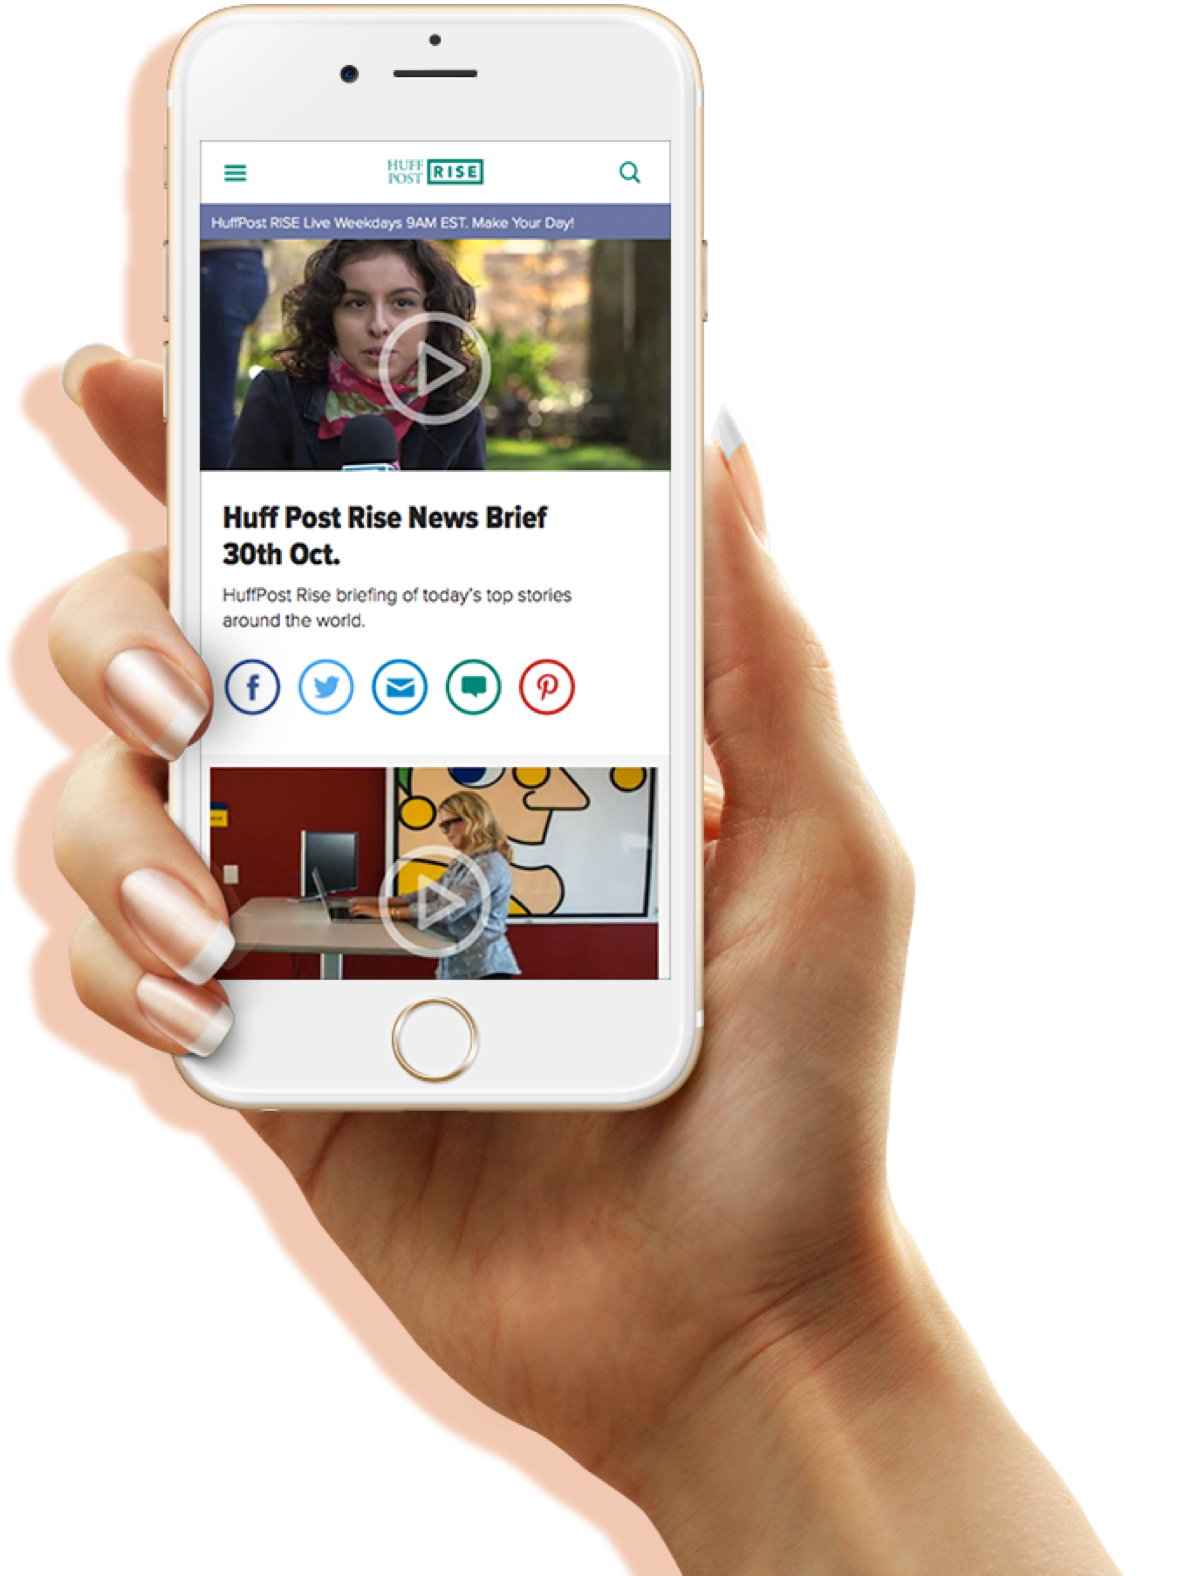 HUFF
POST RISE
HuffPost RISE Live Weekdays 9AM EST. Make Your Day!
Huff Post Rise News Brief
30th Oct.
HuffPost Rise briefing of today's top stories
around the world.